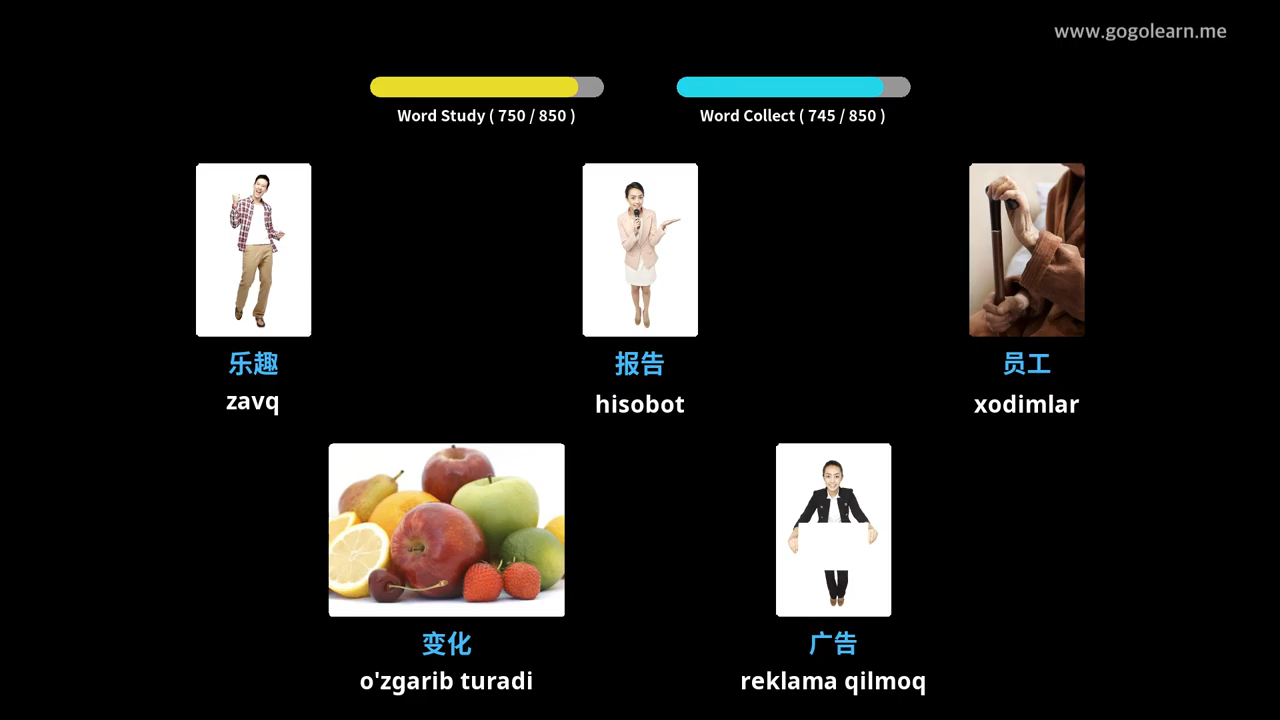 www.gogolearn.me
Word Study ( 750 / 850 )
Word Collect ( 745 / 850 )
乐趣
zavq
报告
hisobot
员工
xodimlar
变化
o'zgarib turadi
广告
reklama qilmoq